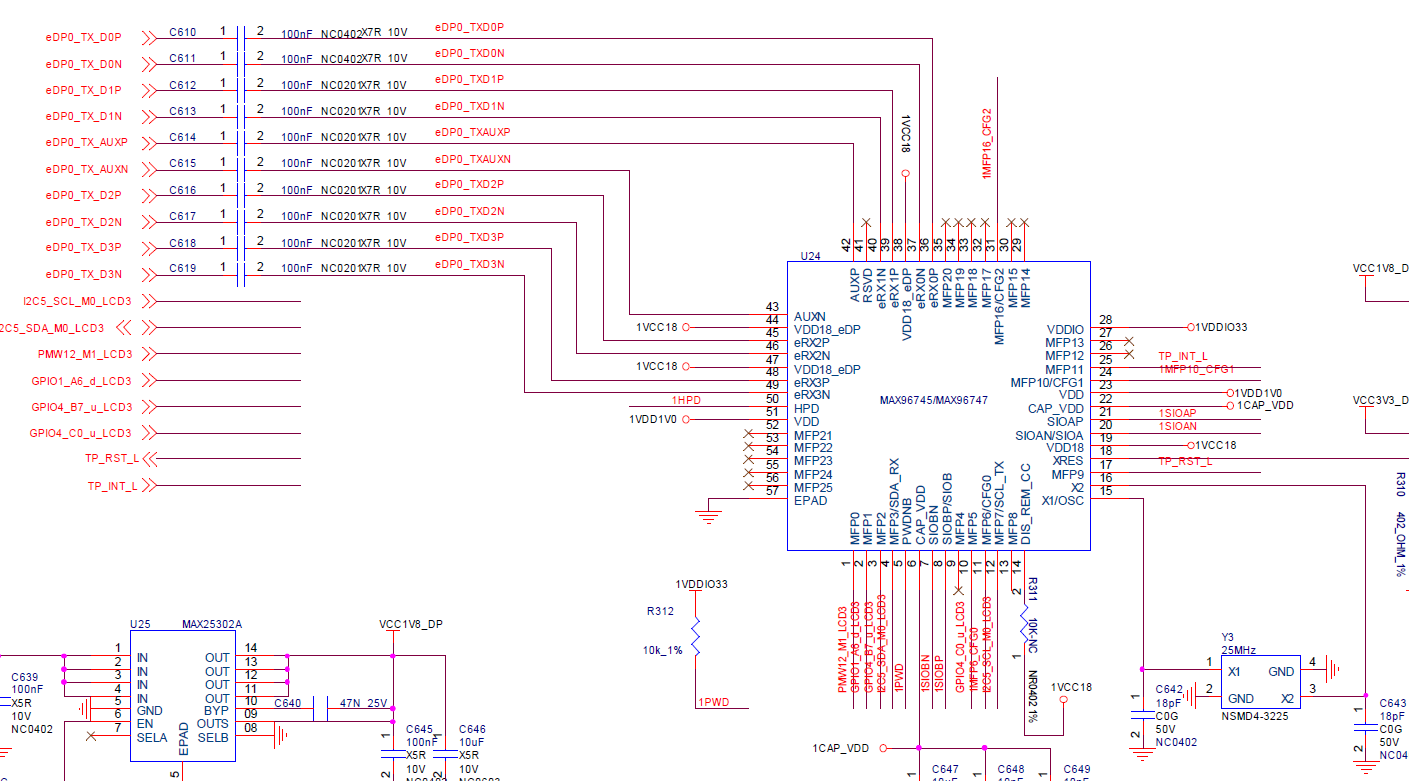 eDP0_TX_D0P C610 1 2 100nF NC0402 X7R 10V eDP0_TXD0P
eDP0_TX_D0N C611 1 2 100nF NC0402 X7R 10V eDP0_TXD0N
eDP0_TX_D1P C612 1 2 100nF NC0201 X7R 10V eDP0_TXD1P
eDP0_TX_D1N C613 1 2 100nF NC0201 X7R 10V eDP0_TXD1N
eDP0_TX_AUXP C614 1 2 100nF NC0201 X7R 10V eDP0_TXAUXP
eDP0_TX_AUXN C615 1 2 100nF NC0201 X7R 10V eDP0_TXAUXN
eDP0_TX_D2P C616 1 2 100nF NC0201 X7R 10V eDP0_TXD2P
eDP0_TX_D2N C617 1 2 100nF NC0201 X7R 10V eDP0_TXD2N
eDP0_TX_D3P C618 1 2 100nF NC0201 X7R 10V eDP0_TXD3P
eDP0_TX_D3N C619 1 2 100nF NC0201 X7R 10V eDP0_TXD3N
I2C5_SCL_M0_LCD3
2C5_SDA_M0_LCD3
PMW12_M1_LCD3
GPIO1_A6_d_LCD3
GPIO4_B7_u_LCD3
GPIO4_C0_u_LCD3
TP_RST_L
TP_INT_L
1VCC18
1MFP16_CFG2
U24
42 41 40 39 38 37 36 35 34 33 32 31 30 29
AUXP
RSVD
eRX1N
eRX1P
VDD18_eDP
eRX0N
eRX0P
MFP20
MFP19
MFP18
MFP17
MFP16/CFG2
MFP15
MFP14
43 AUXN
1VCC18 44 VDD18_eDP
45 eRX2P
46 eRX2N
1VCC18 47 VDD18_eDP
48 eRX3P
49 eRX3N
1HPD 50 HPD
1VDD1V0 51 VDD
52 MFP21
53 MFP22
54 MFP23
55 MFP24
56 MFP25
57 EPAD
MAX96745/MAX96747
VDDIO 28 1VDDIO33
MFP13 27
MFP12 26
MFP11 25 TP_INT_L
MFP10/CFG1 24 1MFP10_CFG1
VDD 23 1VDD1V0
CAP_VDD 22 1CAP_VDD
SIOAP 21 1SIOAP
SIOAN/SIOA 20 1SIOAN
VDD18 19 1VCC18
XRES 18
MFP9 17 TP_RST_L
X2 16
X1/OSC 15
MFP0
MFP1
MFP2
MFP3/SDA_RX
PWDNB
CAP_VDD
SIOBN
SIOBP/SIOB
MFP4
MFP5
MFP6/CFG0
MFP7/SCL_TX
MFP8
DIS_REM_CC
1 2 3 4 5 6 7 8 9 10 11 12 13 14
PMW12_M1_LCD3
GPIO1_A6_d_LCD3
GPIO4_B7_u_LCD3
I2C5_SDA_M0_LCD3
1PWD
1SIOBN
1SIOBP
GPIO4_C0_u_LCD3
1MFP6_CFG0
I2C5_SCL_M0_LCD3
2 R311
10K-NC
1
NR0402 1%
1VCC18
VCC1V8_D
VCC3V3_D
R310
402_OHM_1%
1VDDIO33
R312
10k_1%
1PWD
U25 MAX25302A
1 IN
2 IN
3 IN
4 IN
5 GND
6 EN
7 SELA
OUT 14
OUT 13
OUT 12
OUT 11
BYP 10
OUTS 09
SELB 08
EPAD
5
VCC1V8_DP
C640 47N_25V
C639
100nF
X5R
10V
NC0402
1
2
C645
100nF
X5R
10V
1
2
C646
10uF
X5R
10V
1CAP_VDD
1 C647
1 C648
1 C649
Y3
25MHz
1 X1 GND 4
2 GND X2 3
NSMD4-3225
1
2
C642
18pF
C0G
50V
NC0402
1
2
C643
18pF
C0G
50V
NC04